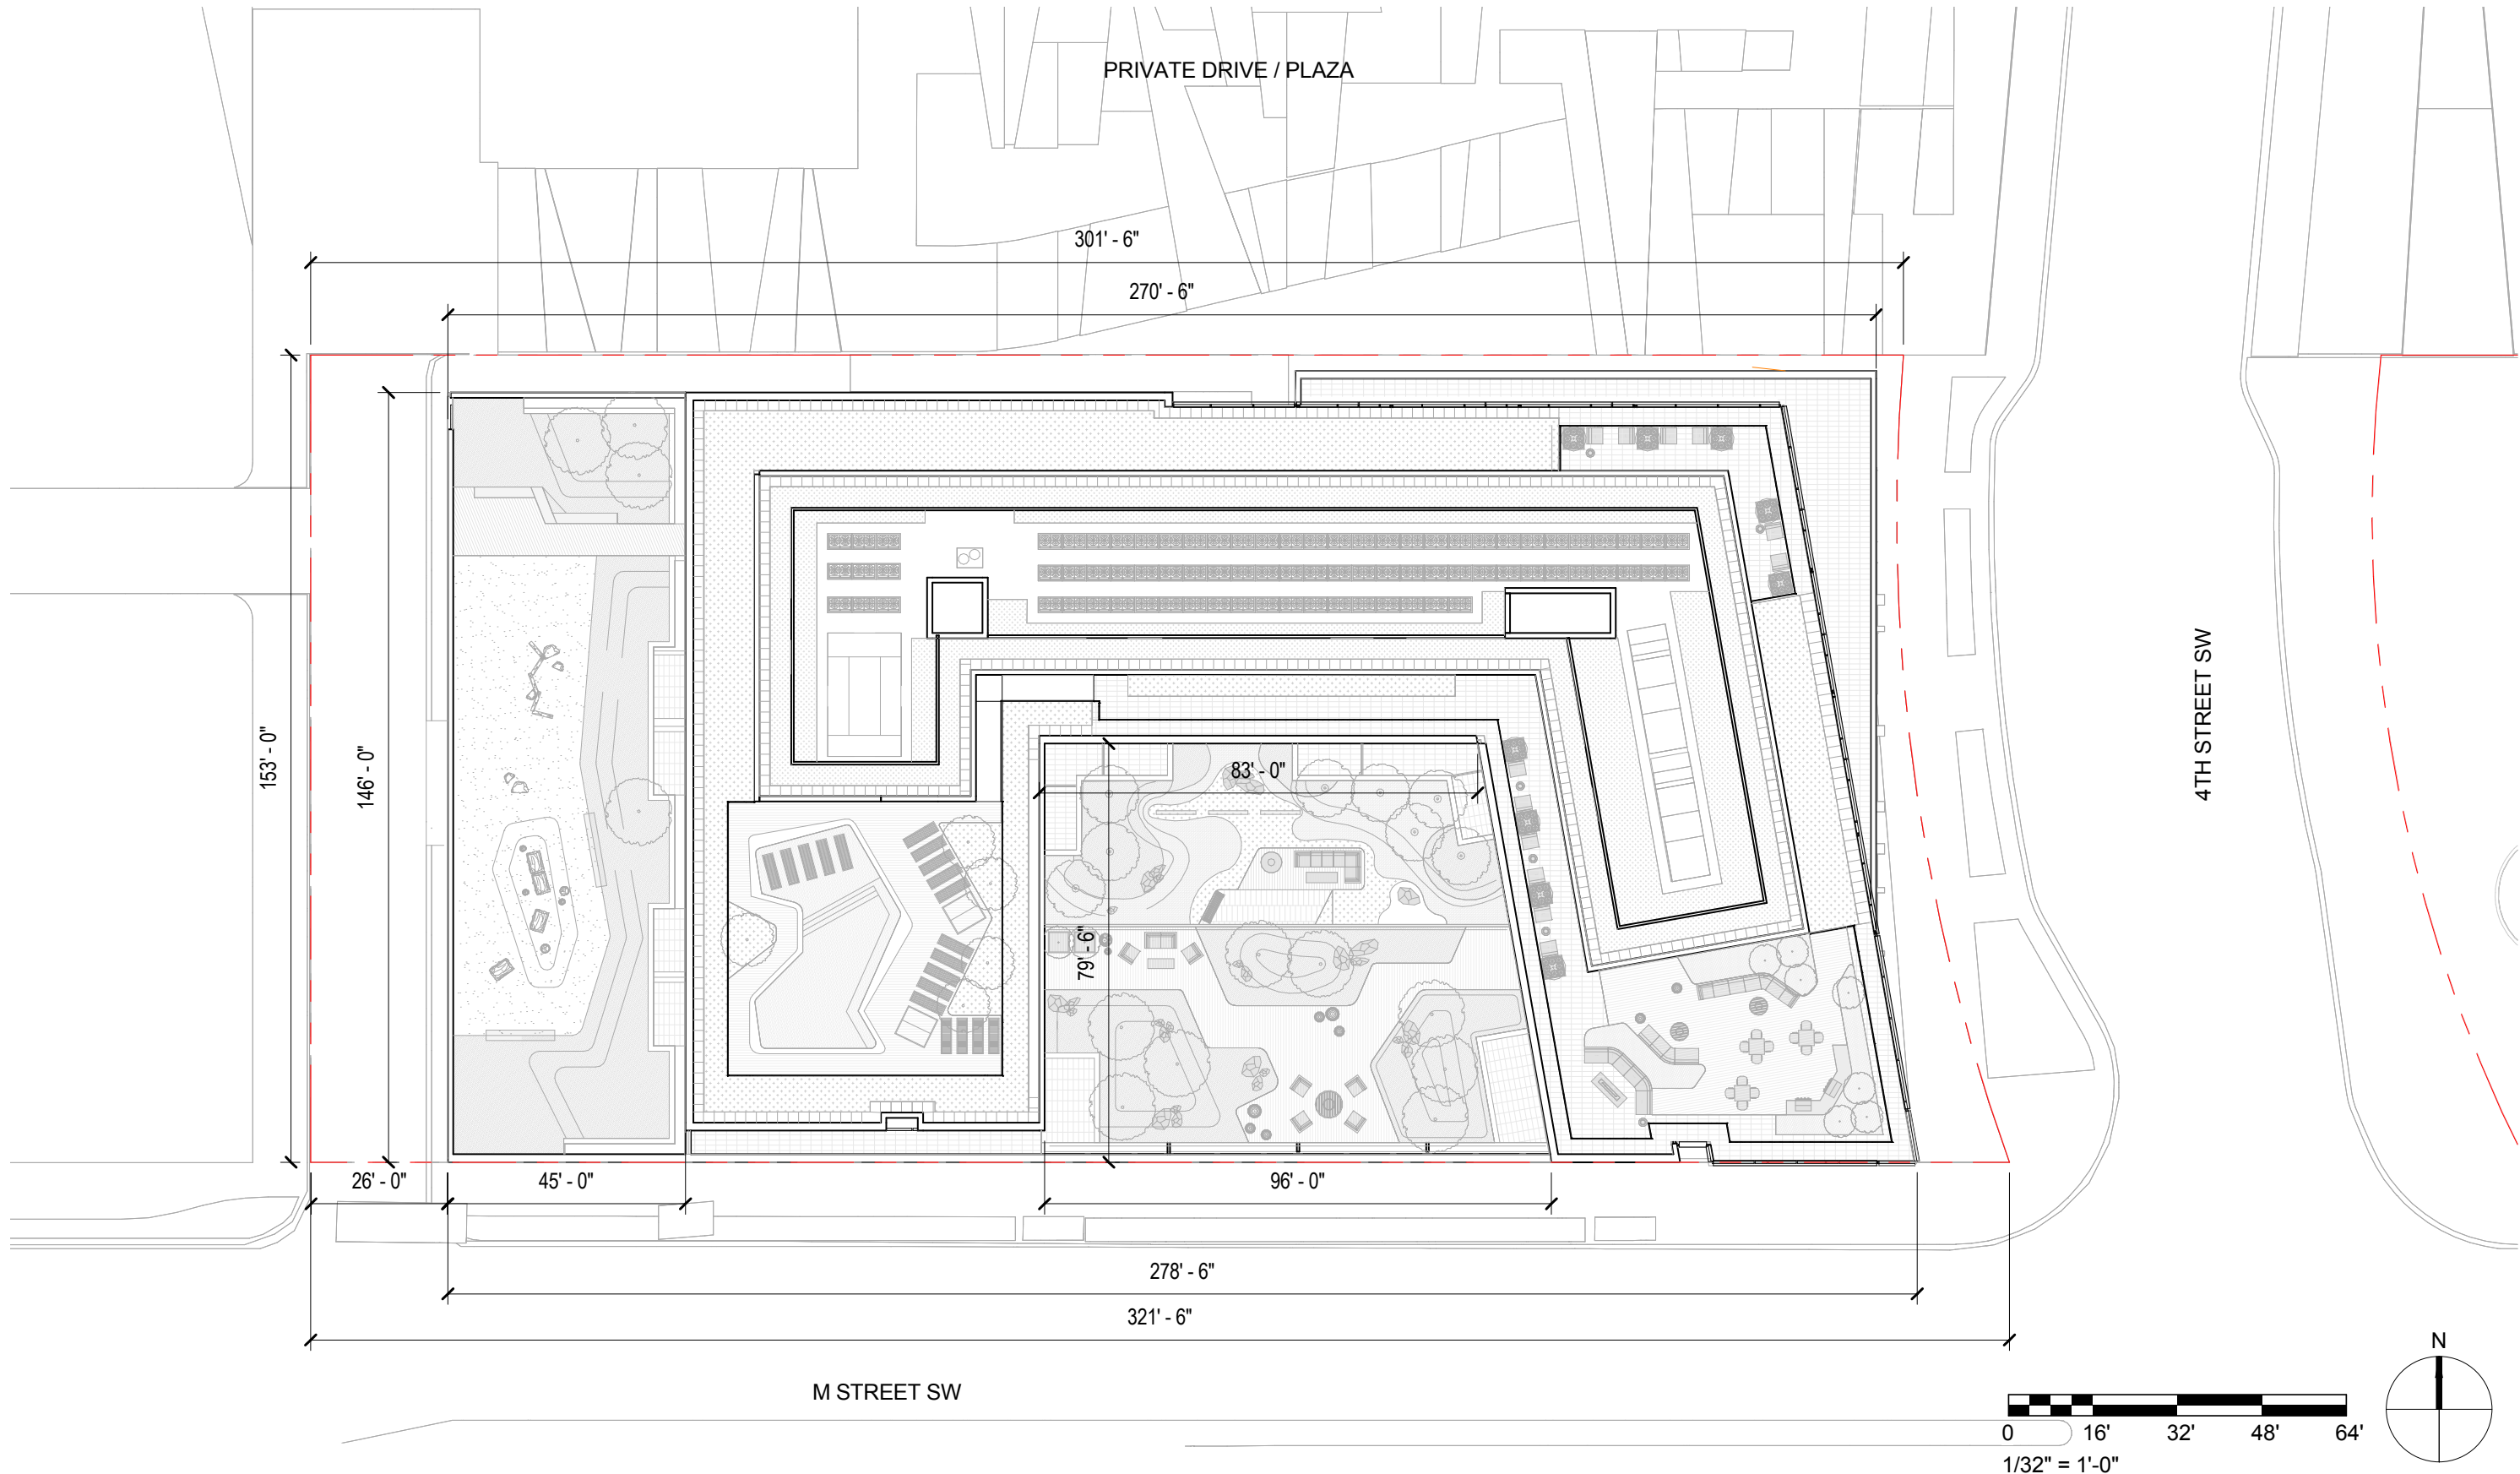 PRIVATE DRIVE / PLAZA
301' - 6"
270' - 6"
153' - 0"
146' - 0"
83' - 0"
79' - 6"
4TH STREET SW
26' - 0"
45' - 0"
96' - 0"
278' - 6"
321' - 6"
M STREET SW
N
0 16' 32' 48' 64'
1/32" = 1'-0"